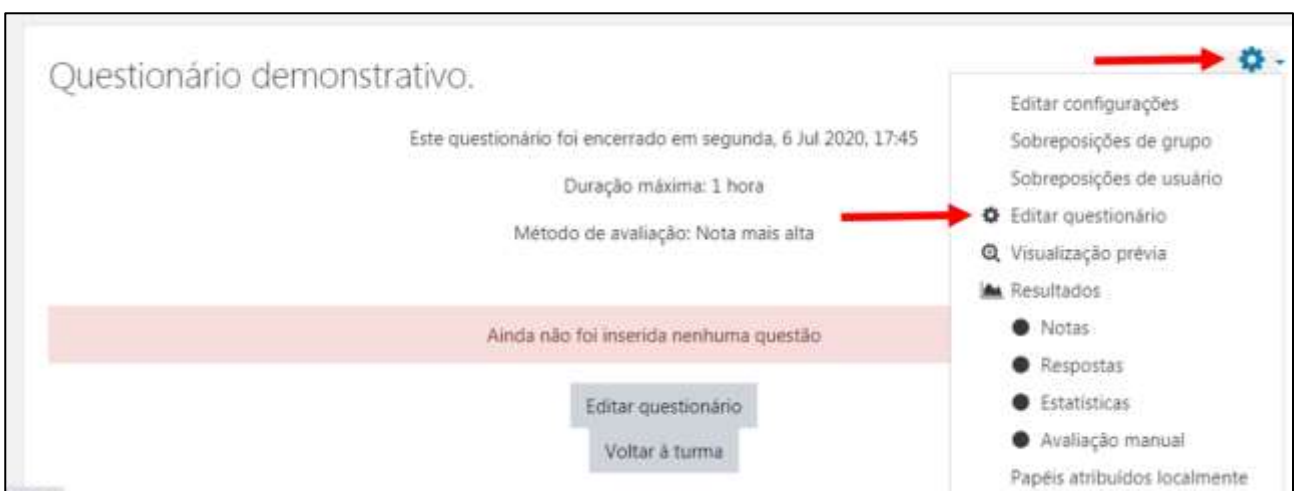 Questionário demonstrativo.
Este questionário foi encerrado em segunda, 6 Jul 2020, 17:45
Duração máxima: 1 hora
Método de avaliação: Nota mais alta
Ainda não foi inserida nenhuma questão
Editar questionário
Voltar à turma
Editar configurações
Sobreposições de grupo
Sobreposições de usuário
Editar questionário
Visualização prévia
Resultados
Notas
Respostas
Estatísticas
Avaliação manual
Papéis atribuídos localmente